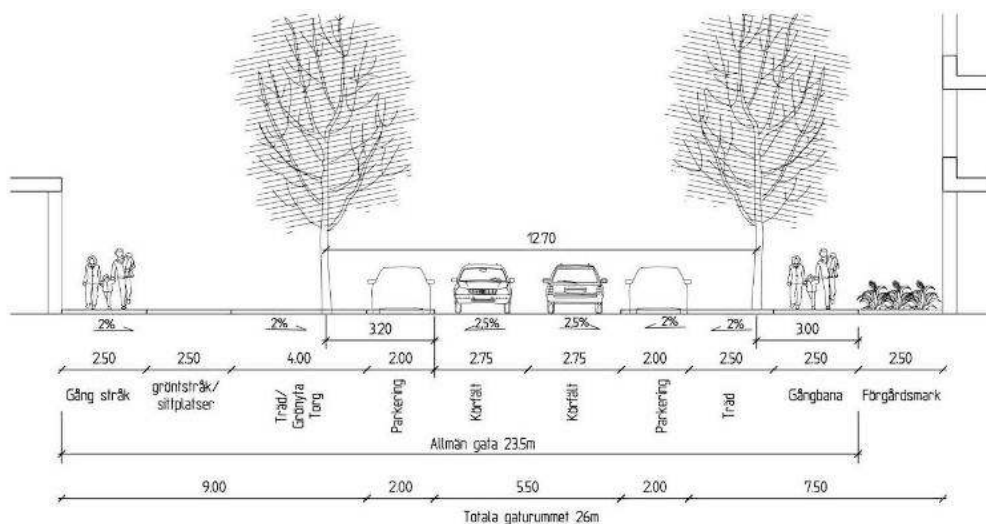 12.70
2%
2%
2,5%
2,5%
2%
2%
3.20
3.00
2.50
2.50
4.00
2.00
2.75
2.75
2.00
2.50
2.50
2.50
Gång stråk
gröntstråk/
sittplatser
Träd/
Grönyta
Torg
Parkering
Körfält
Körfält
Parkering
Träd
Gångbana
Förgårdsmark
Allmän gata 23.5m
9.00
2.00
5.50
2.00
7.50
Totala gaturummet 26m